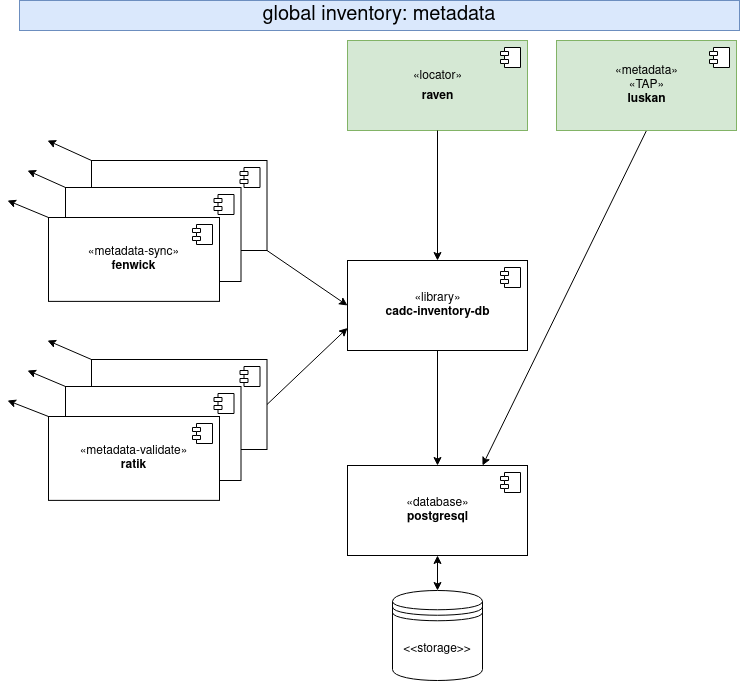 global inventory: metadata
«locator»
raven
«metadata»
«TAP»
luskan
«metadata-sync»
fenwick
«library»
cadc-inventory-db
«metadata-validate»
ratik
«database»
postgresql
<<storage>>